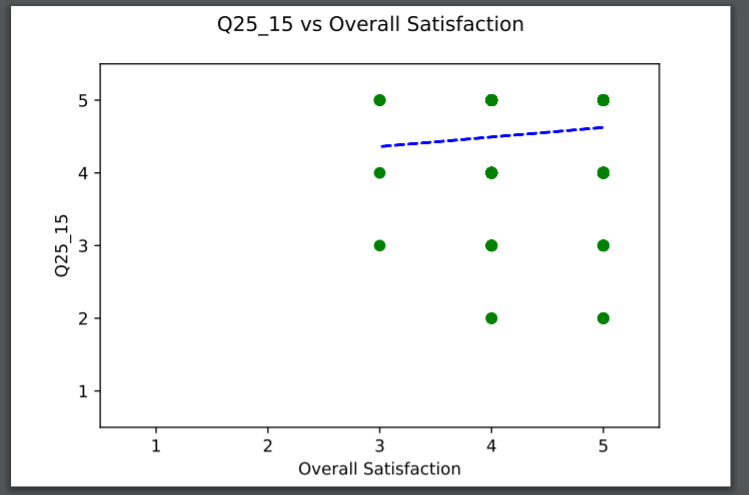 Q25_15 vs Overall Satisfaction
5
4
3
2
1
Q25_15
1 2 3 4 5
Overall Satisfaction